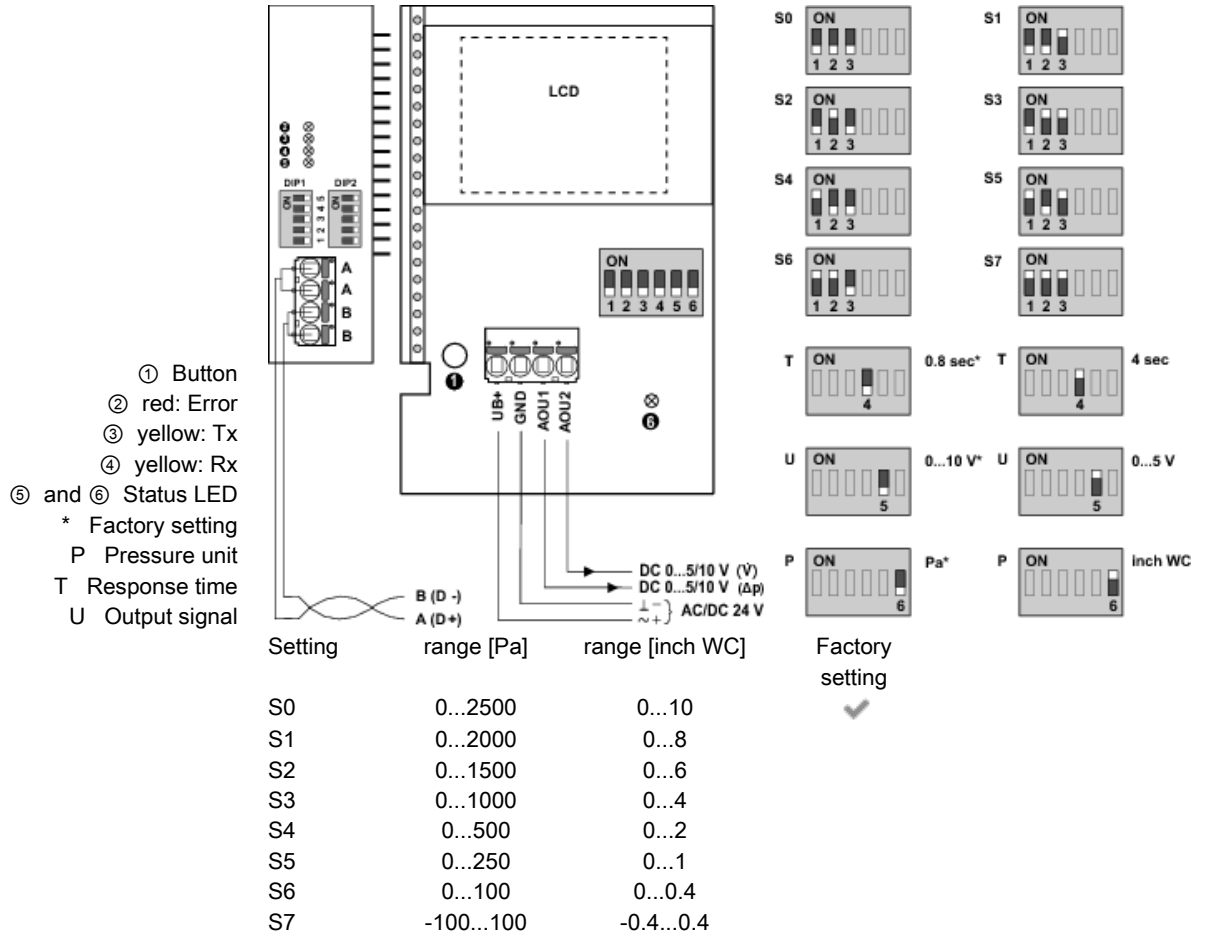 LCD
❷
❸
❹
❺
DIP1 DIP2
ON 1 2 3 4 5 ON
A
A
B
B
ON
1 2 3 4 5 6
❶
UB+ GND AOU1 AOU2
❻
DC 0...5/10 V (V̇)
DC 0...5/10 V (Δp)
⊥ −
~ + } AC/DC 24 V
B (D -)
A (D+)
① Button
② red: Error
③ yellow: Tx
④ yellow: Rx
⑤ and ⑥ Status LED
* Factory setting
P Pressure unit
T Response time
U Output signal
S0 ON 1 2 3
S1 ON 1 2 3
S2 ON 1 2 3
S3 ON 1 2 3
S4 ON 1 2 3
S5 ON 1 2 3
S6 ON 1 2 3
S7 ON 1 2 3
T ON 4 0.8 sec*
T ON 4 4 sec
U ON 5 0...10 V*
U ON 5 0...5 V
P ON 6 Pa*
P ON 6 inch WC
Setting range [Pa] range [inch WC] Factory
setting
S0 0...2500 0...10 ✔
S1 0...2000 0...8
S2 0...1500 0...6
S3 0...1000 0...4
S4 0...500 0...2
S5 0...250 0...1
S6 0...100 0...0.4
S7 -100...100 -0.4...0.4